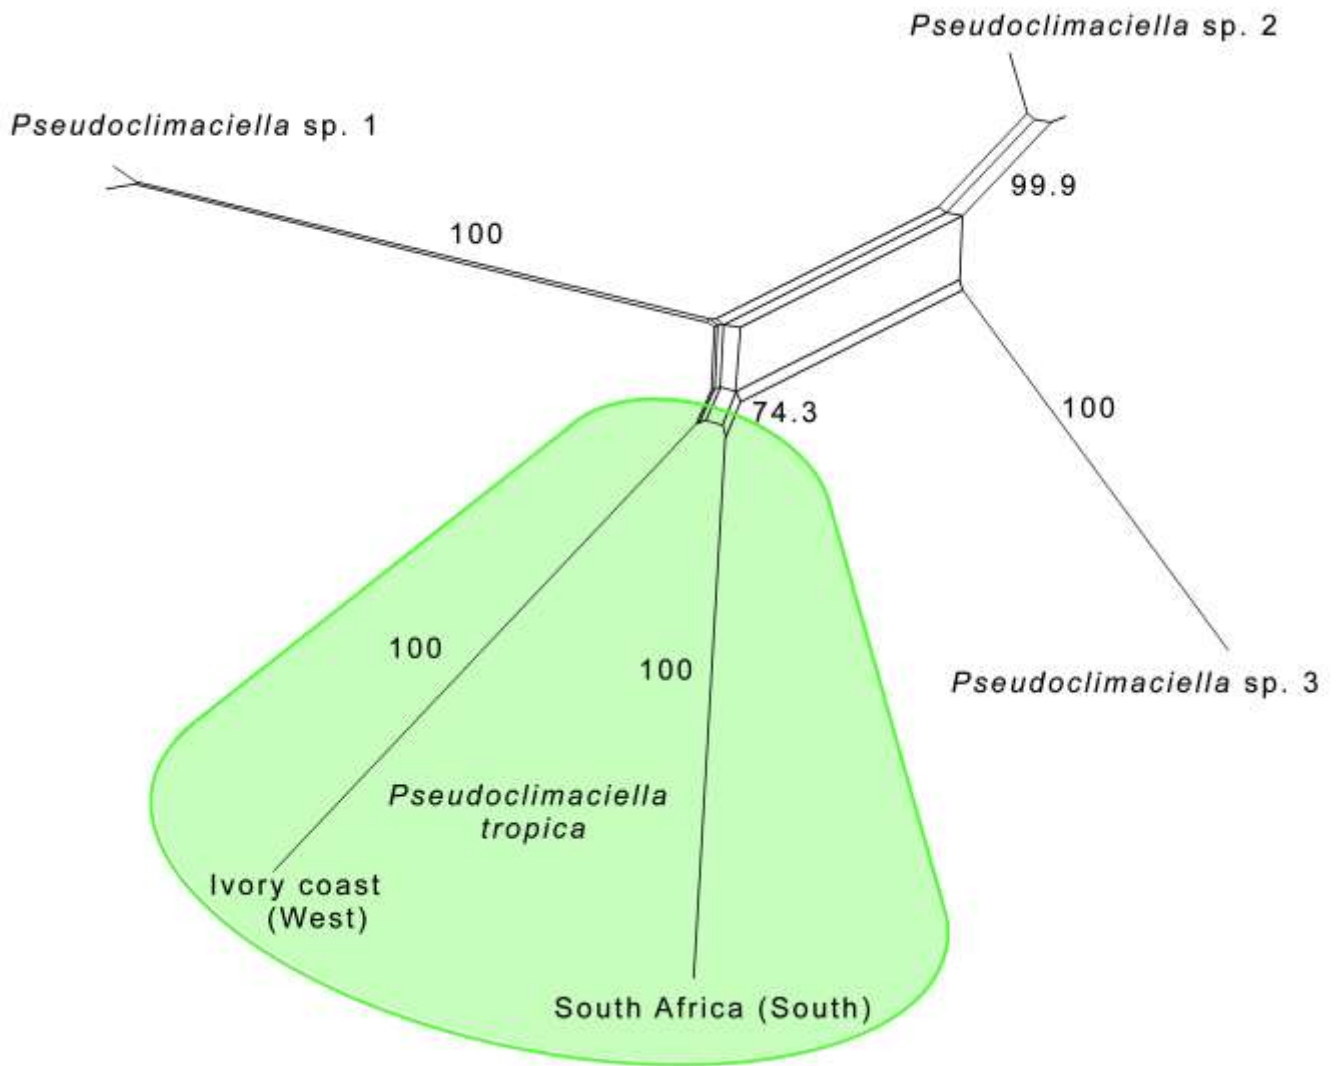 Pseudoclimaciella sp. 2
Pseudoclimaciella sp. 1
99.9
100
100
74.3
100
100
Pseudoclimaciella sp. 3
Pseudoclimaciella
tropica
Ivory coast
(West)
South Africa (South)